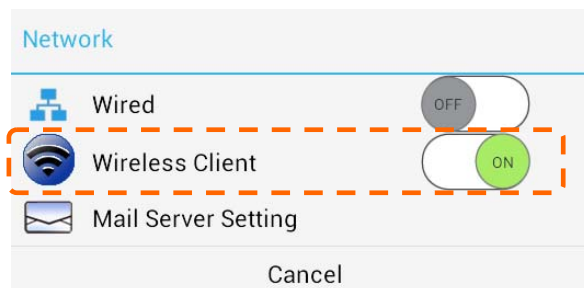 Network
Wired OFF
Wireless Client ON
Mail Server Setting
Cancel